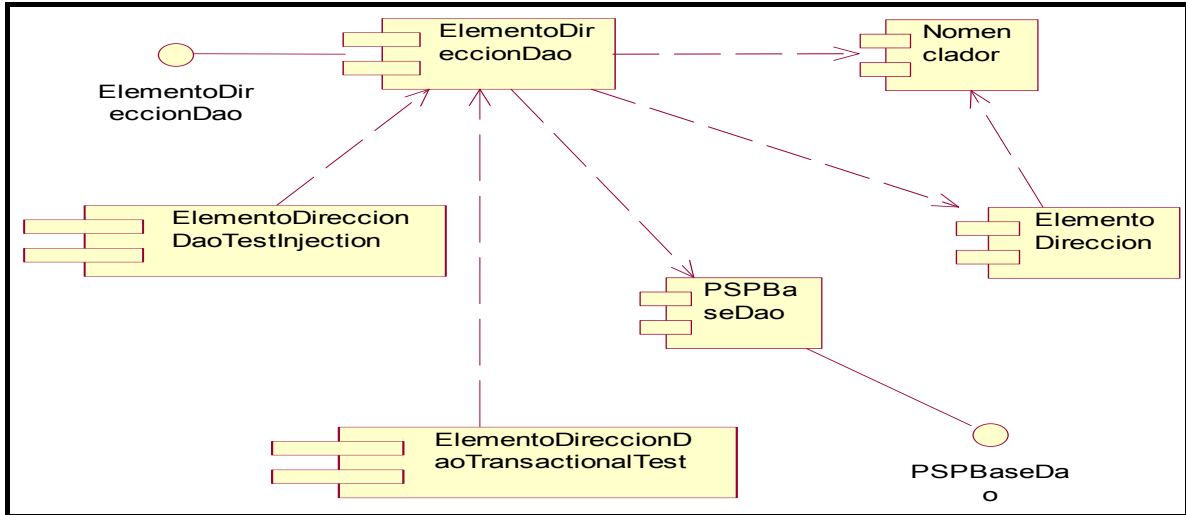 ElementoDir
eccionDao
Nomen
clador
ElementoDir
eccionDao
ElementoDireccion
DaoTestInjection
Elemento
Direccion
PSPBa
seDao
ElementoDireccionD
aoTransactionalTest
PSPBaseDa
o